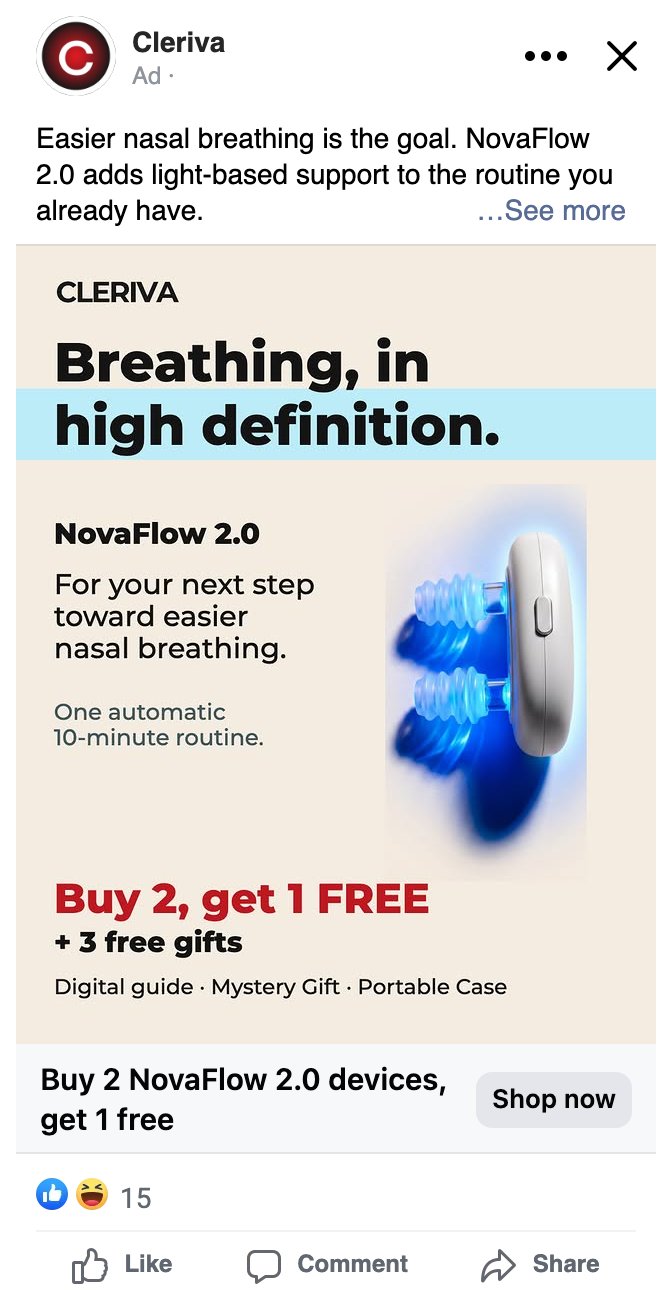 Cleriva
Ad ·
Easier nasal breathing is the goal. NovaFlow
2.0 adds light-based support to the routine you
already have. ...See more
CLERIVA
Breathing, in
high definition.
NovaFlow 2.0
For your next step
toward easier
nasal breathing.
One automatic
10-minute routine.
Buy 2, get 1 FREE
+ 3 free gifts
Digital guide · Mystery Gift · Portable Case
Buy 2 NovaFlow 2.0 devices,
get 1 free
Shop now
15
Like Comment Share